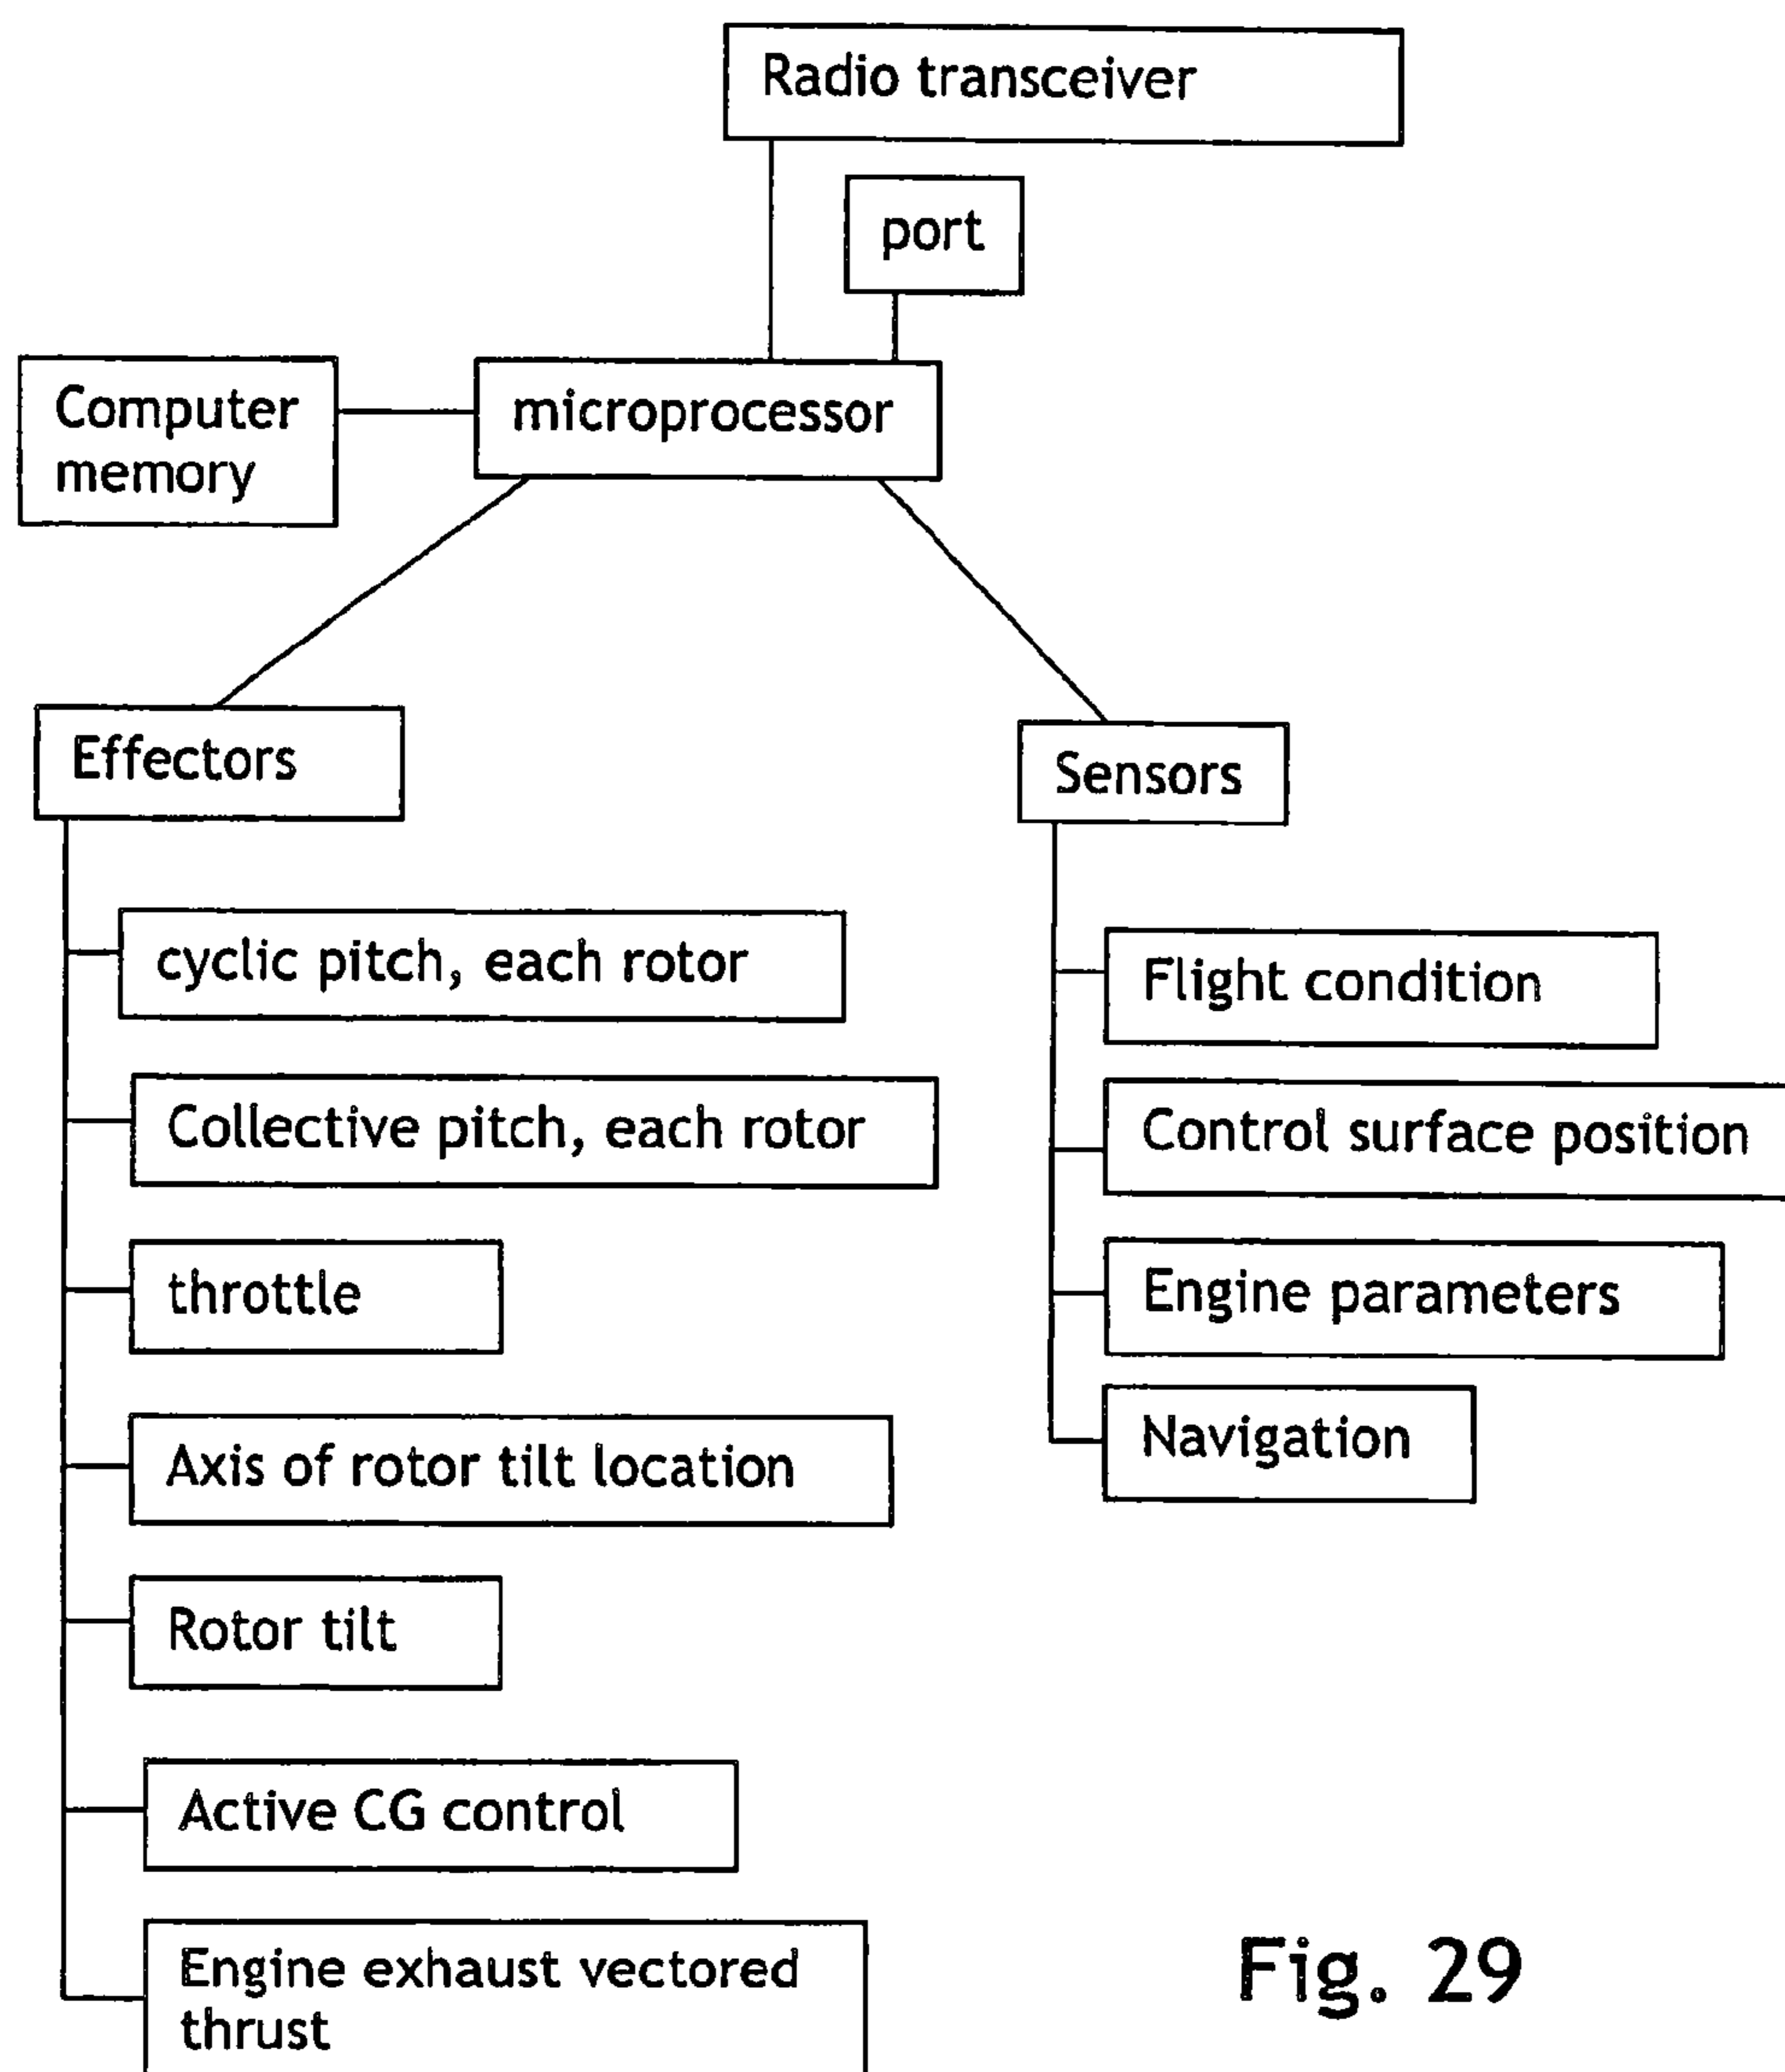 Radio transceiver
port
Computer
memory
microprocessor
Effectors
Sensors
cyclic pitch, each rotor
Collective pitch, each rotor
throttle
Axis of rotor tilt location
Rotor tilt
Active CG control
Engine exhaust vectored
thrust
Flight condition
Control surface position
Engine parameters
Navigation
Fig. 29